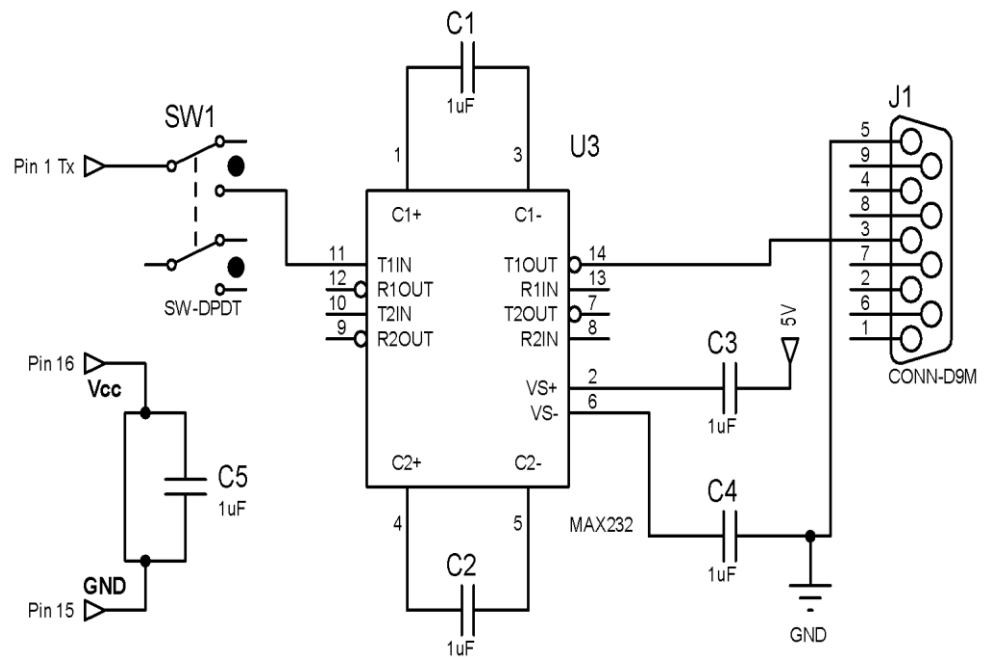 C1
1uF
SW1
Pin 1 Tx
SW-DPDT
1
3
U3
C1+
C1-
11
T1IN
T1OUT
14
12
R1OUT
R1IN
13
10
T2IN
T2OUT
7
9
R2OUT
R2IN
8
VS+
2
VS-
6
C2+
C2-
4
5
MAX232
C2
1uF
C3
1uF
5V
C4
1uF
GND
J1
5
9
4
8
3
7
2
6
1
CONN-D9M
Pin 16
Vcc
C5
1uF
GND
Pin 15